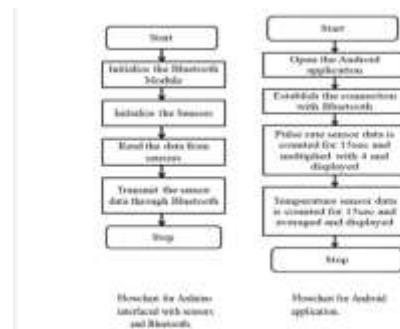 Start
Initialize the Bluetooth
Module
Initialize the Sensors
Read the data from
sensors
Transmit the sensor
data through Bluetooth
Stop
Flowchart for Arduino
interfaced with sensors
and Bluetooth.
Start
Open the Android
application
Establish the connection
with Bluetooth
Pulse rate sensor data is
counted for 15sec and
multiplied with 4 and
displayed
Temperature sensor data
is counted for 15sec and
averaged and displayed
Stop
Flowchart for Android
application.